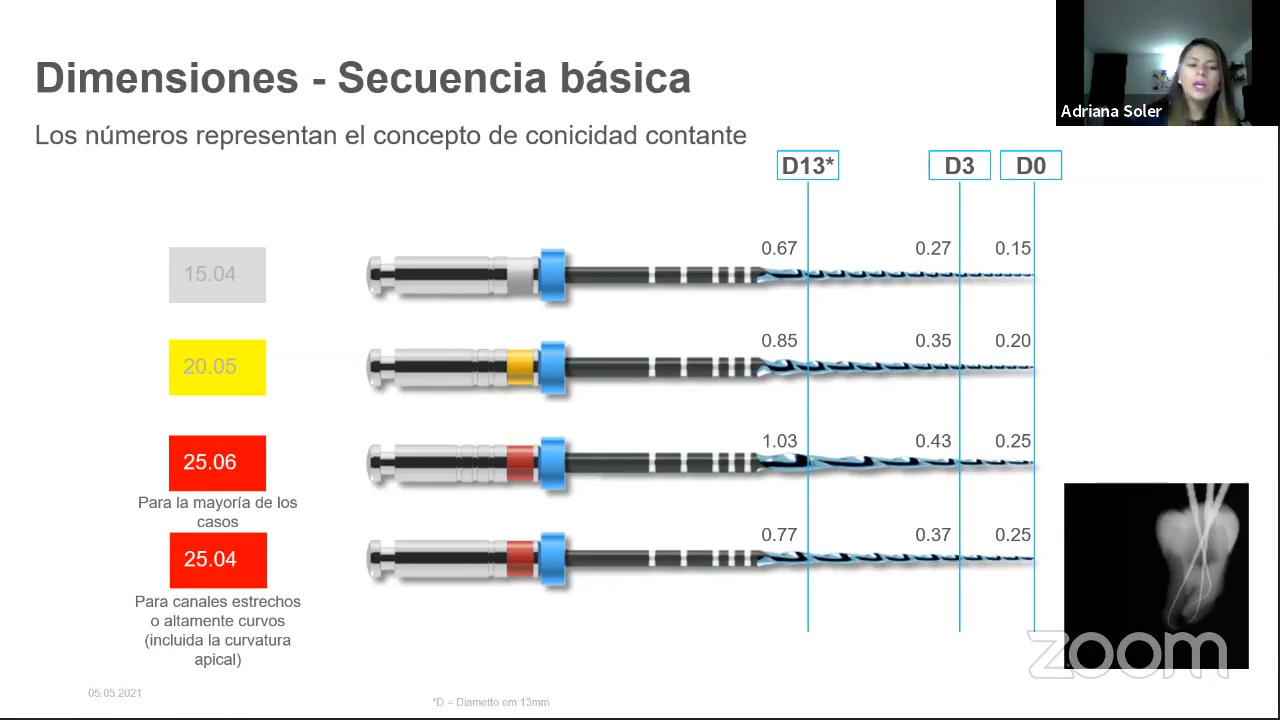 Dimensiones - Secuencia básica
Los números representan el concepto de conicidad contante
Adriana Soler
D13* D3 D0
15.04 0.67 0.27 0.15
20.05 0.85 0.35 0.20
25.06 1.03 0.43 0.25
Para la mayoría de los
casos
25.04 0.77 0.37 0.25
Para canales estrechos
o altamente curvos
(incluida la curvatura
apical)
zoom
05.05.2021
*D = Diametto em 13mm